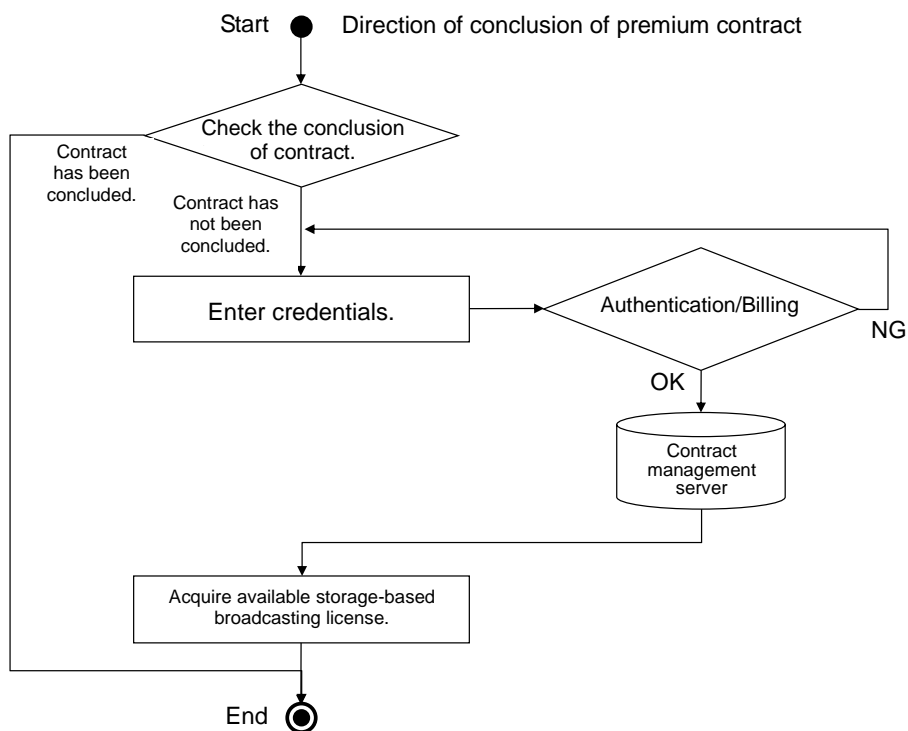 Start
Direction of conclusion of premium contract
Check the conclusion
of contract.
Contract
has been
concluded.
Contract has
not been
concluded.
Enter credentials.
Authentication/Billing
NG
OK
Contract
management
server
Acquire available storage-based
broadcasting license.
End